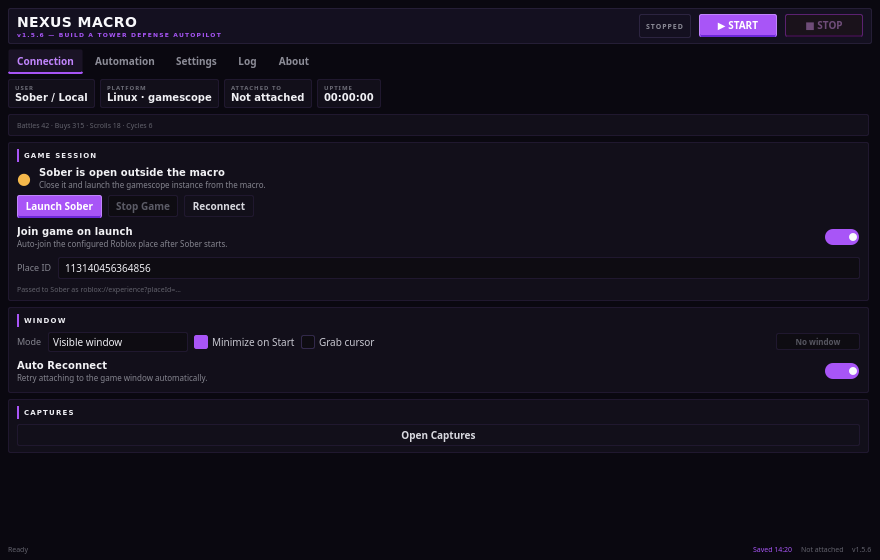 NEXUS MACRO
v1.5.6 — BUILD A TOWER DEFENSE AUTOPILOT
STOPPED
▶ START
■ STOP
Connection Automation Settings Log About
USER
Sober / Local
PLATFORM
Linux · gamescope
ATTACHED TO
Not attached
UPTIME
00:00:00
Battles 42 · Buys 315 · Scrolls 18 · Cycles 6
GAME SESSION
Sober is open outside the macro
Close it and launch the gamescope instance from the macro.
Launch Sober Stop Game Reconnect
Join game on launch
Auto-join the configured Roblox place after Sober starts.
Place ID 113140456364856
Passed to Sober as roblox://experience?placeId=…
WINDOW
Mode Visible window Minimize on Start Grab cursor No window
Auto Reconnect
Retry attaching to the game window automatically.
CAPTURES
Open Captures
Ready Saved 14:20 Not attached v1.5.6